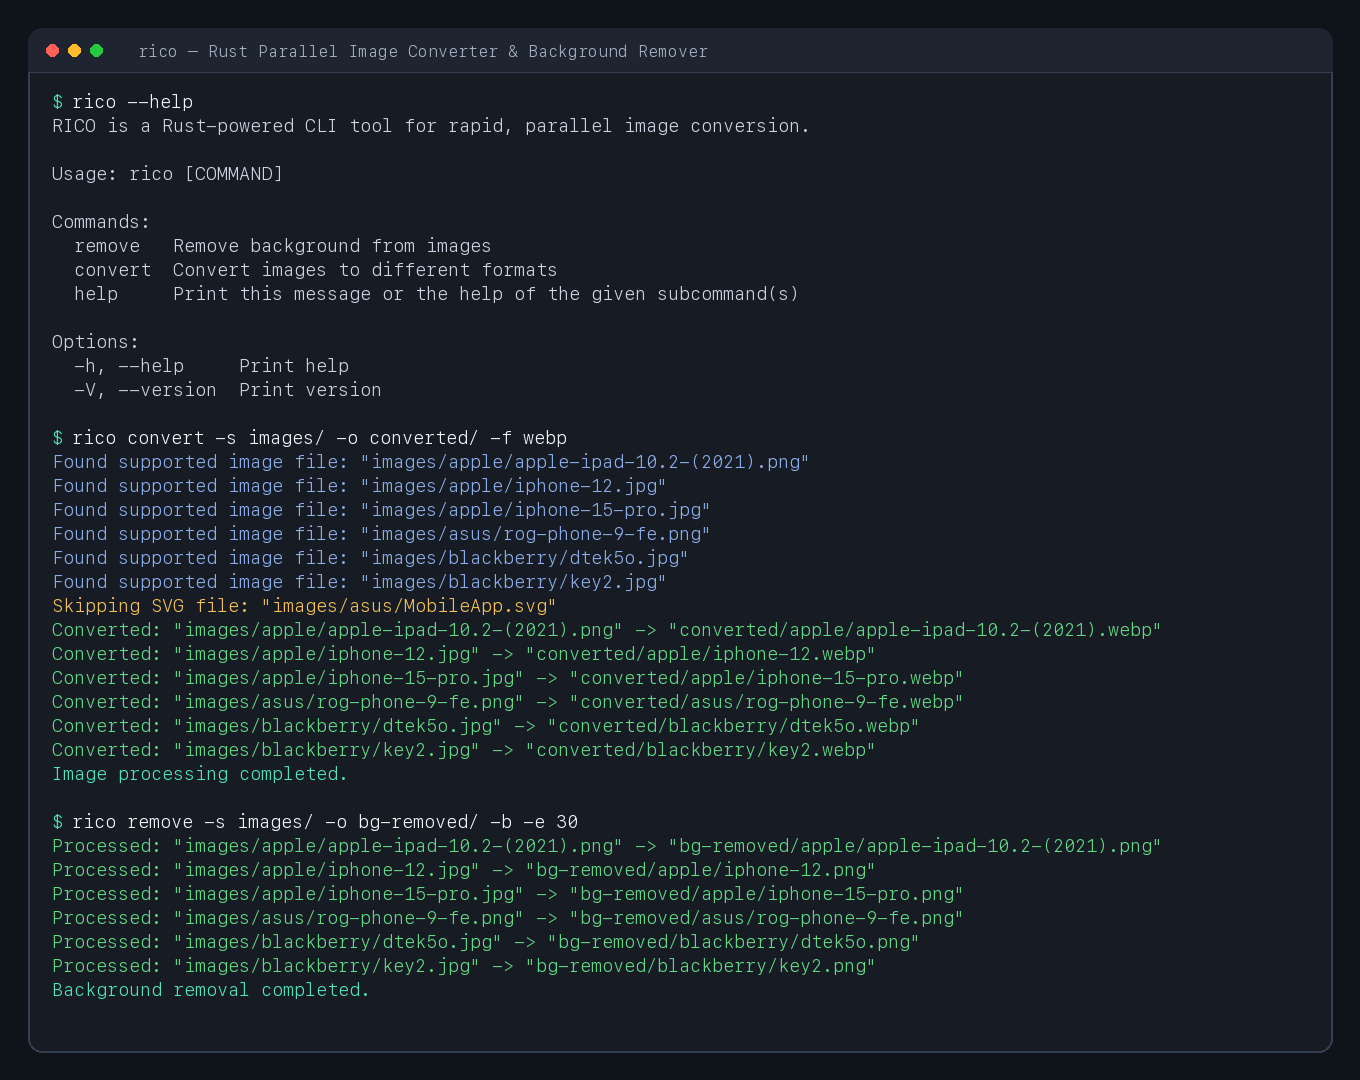 rico — Rust Parallel Image Converter & Background Remover
$ rico --help
RICO is a Rust-powered CLI tool for rapid, parallel image conversion.
Usage: rico [COMMAND]
Commands:
  remove   Remove background from images
  convert  Convert images to different formats
  help     Print this message or the help of the given subcommand(s)
Options:
  -h, --help     Print help
  -V, --version  Print version
$ rico convert -s images/ -o converted/ -f webp
Found supported image file: "images/apple/apple-ipad-10.2-(2021).png"
Found supported image file: "images/apple/iphone-12.jpg"
Found supported image file: "images/apple/iphone-15-pro.jpg"
Found supported image file: "images/asus/rog-phone-9-fe.png"
Found supported image file: "images/blackberry/dtek5o.jpg"
Found supported image file: "images/blackberry/key2.jpg"
Skipping SVG file: "images/asus/MobileApp.svg"
Converted: "images/apple/apple-ipad-10.2-(2021).png" -> "converted/apple/apple-ipad-10.2-(2021).webp"
Converted: "images/apple/iphone-12.jpg" -> "converted/apple/iphone-12.webp"
Converted: "images/apple/iphone-15-pro.jpg" -> "converted/apple/iphone-15-pro.webp"
Converted: "images/asus/rog-phone-9-fe.png" -> "converted/asus/rog-phone-9-fe.webp"
Converted: "images/blackberry/dtek5o.jpg" -> "converted/blackberry/dtek5o.webp"
Converted: "images/blackberry/key2.jpg" -> "converted/blackberry/key2.webp"
Image processing completed.
$ rico remove -s images/ -o bg-removed/ -b -e 30
Processed: "images/apple/apple-ipad-10.2-(2021).png" -> "bg-removed/apple/apple-ipad-10.2-(2021).png"
Processed: "images/apple/iphone-12.jpg" -> "bg-removed/apple/iphone-12.png"
Processed: "images/apple/iphone-15-pro.jpg" -> "bg-removed/apple/iphone-15-pro.png"
Processed: "images/asus/rog-phone-9-fe.png" -> "bg-removed/asus/rog-phone-9-fe.png"
Processed: "images/blackberry/dtek5o.jpg" -> "bg-removed/blackberry/dtek5o.png"
Processed: "images/blackberry/key2.jpg" -> "bg-removed/blackberry/key2.png"
Background removal completed.